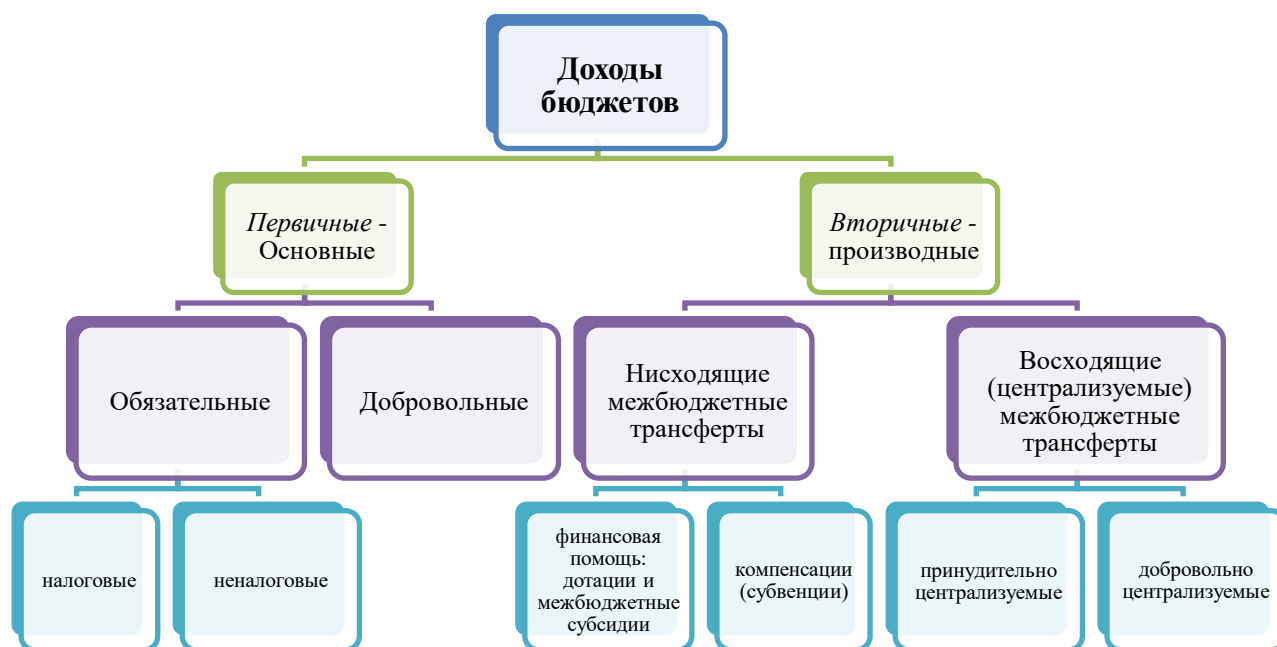 Доходы
бюджетов
Первичные -
Основные
Вторичные -
производные
Обязательные
Добровольные
Нисходящие
межбюджетные
трансферты
Восходящие
(централизуемые)
межбюджетные
трансферты
налоговые
неналоговые
финансовая
помощь:
дотации и
межбюджетные
субсидии
компенсации
(субвенции)
принудительно
централизуемые
добровольно
централизуемые